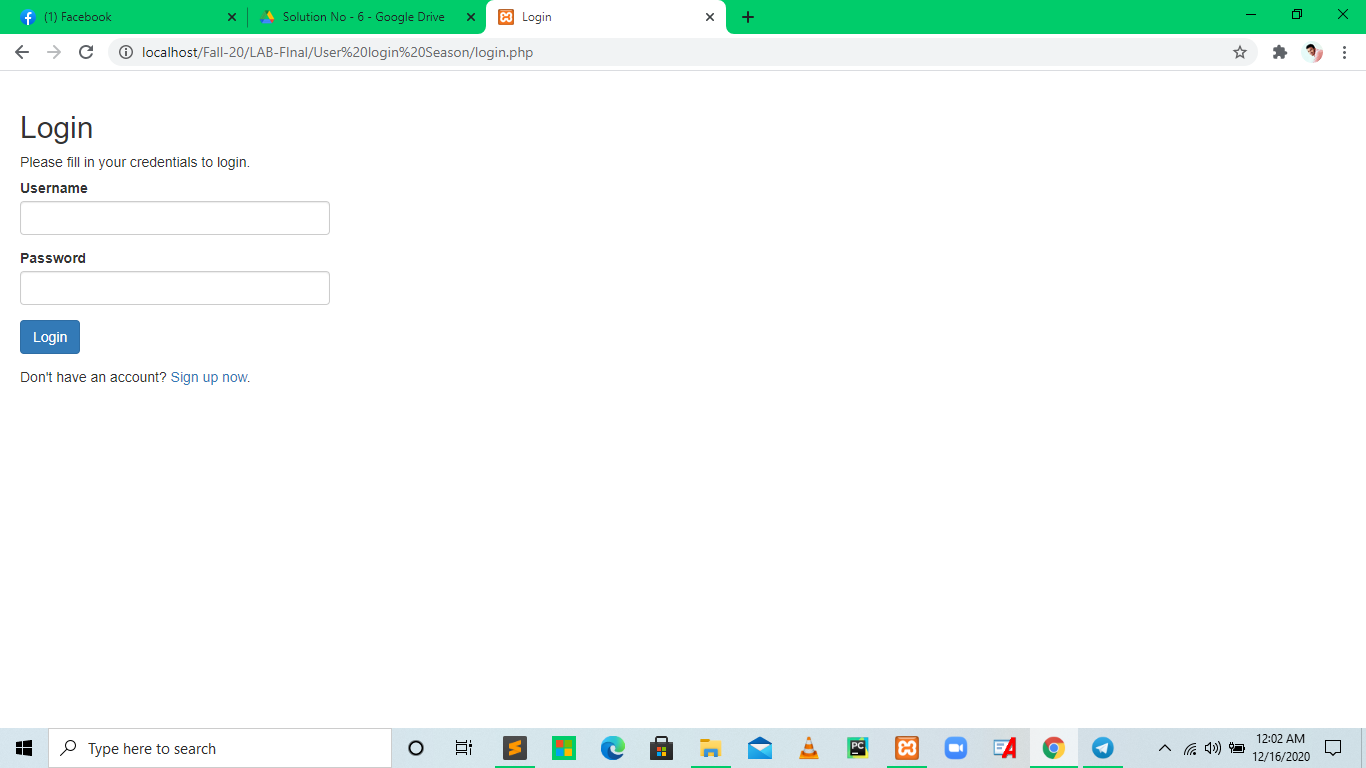 (1) Facebook
Solution No - 6 - Google Drive
Login
localhost/Fall-20/LAB-FInal/User%20login%20Season/login.php
Login
Please fill in your credentials to login.
Username
Password
Login
Don't have an account? Sign up now.
Type here to search
PC
12:02 AM
12/16/2020